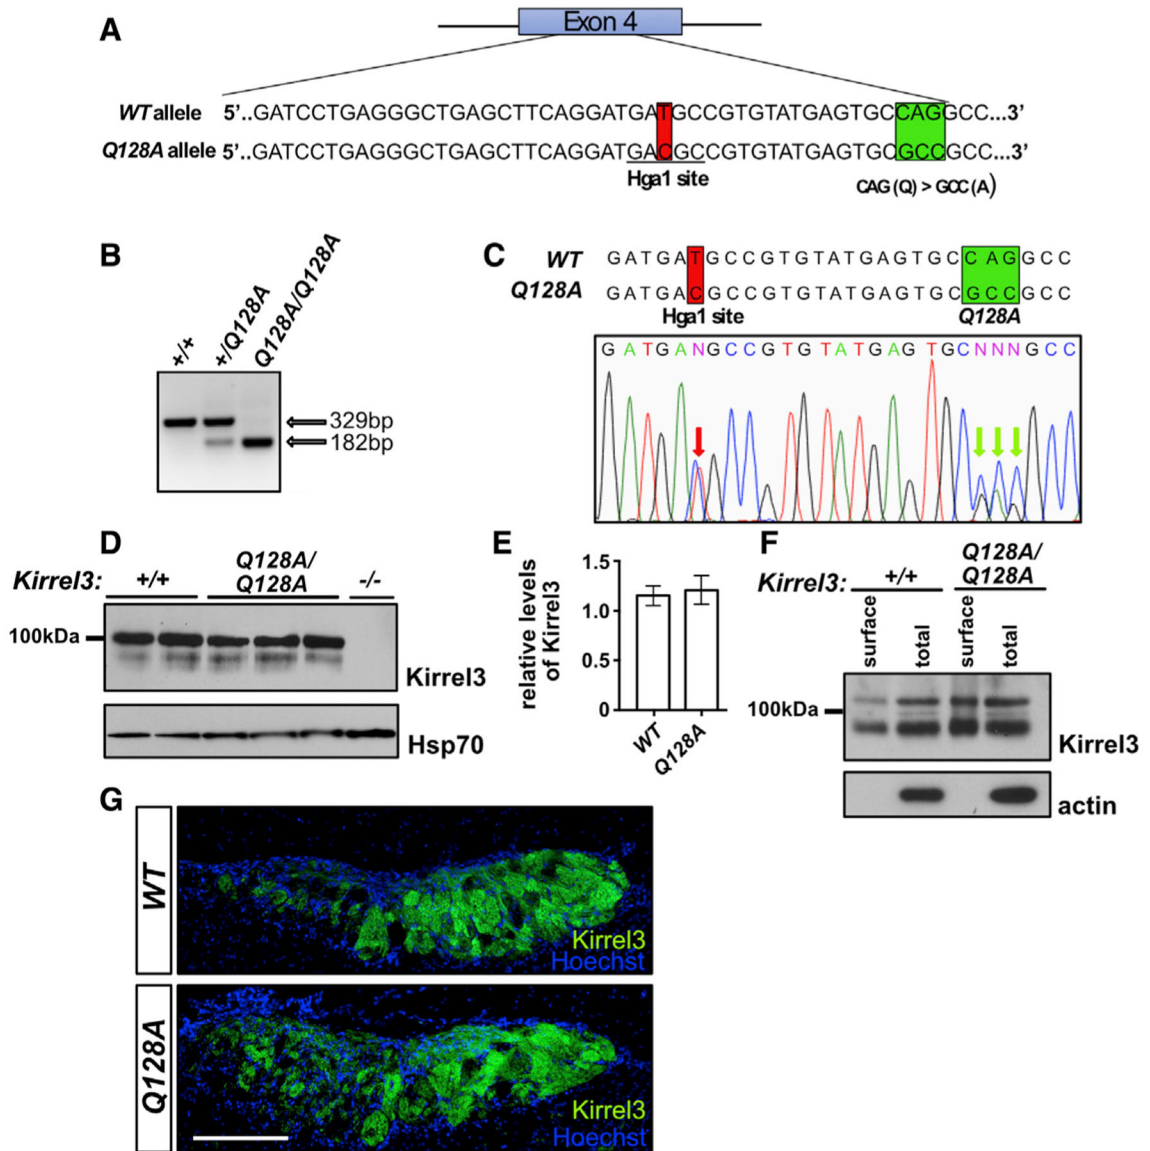 A
Exon 4
WT allele 5'..GATCCTGAGGGCTGAGCTTCAGGATGATGCCGTGTATGAGTGCCAGGCC...3'
Q128A allele 5'..GATCCTGAGGGCTGAGCTTCAGGATGACGCCGTGTATGAGTGCGCCGCC...3'
Hga1 site
CAG (Q) > GCC (A)
B
+/+
+/Q128A
Q128A/Q128A
329bp
182bp
C
WT GATGATGCCGTGTATGAGTGCCAGGCC
Q128A GATGACGCCGTGTATGAGTGCGCCGCC
Hga1 site
Q128A
GATGANGCCGTGTATGAGTGCNNNGCC
D
Kirrel3: +/+ Q128A/Q128A -/-
100kDa
Kirrel3
Hsp70
E
relative levels
of Kirrel3
1.5
1.0
0.5
0
WT
Q128A
F
Kirrel3: +/+ Q128A/Q128A
surface
total
surface
total
100kDa
Kirrel3
actin
G
WT
Kirrel3
Hoechst
Q128A
Kirrel3
Hoechst